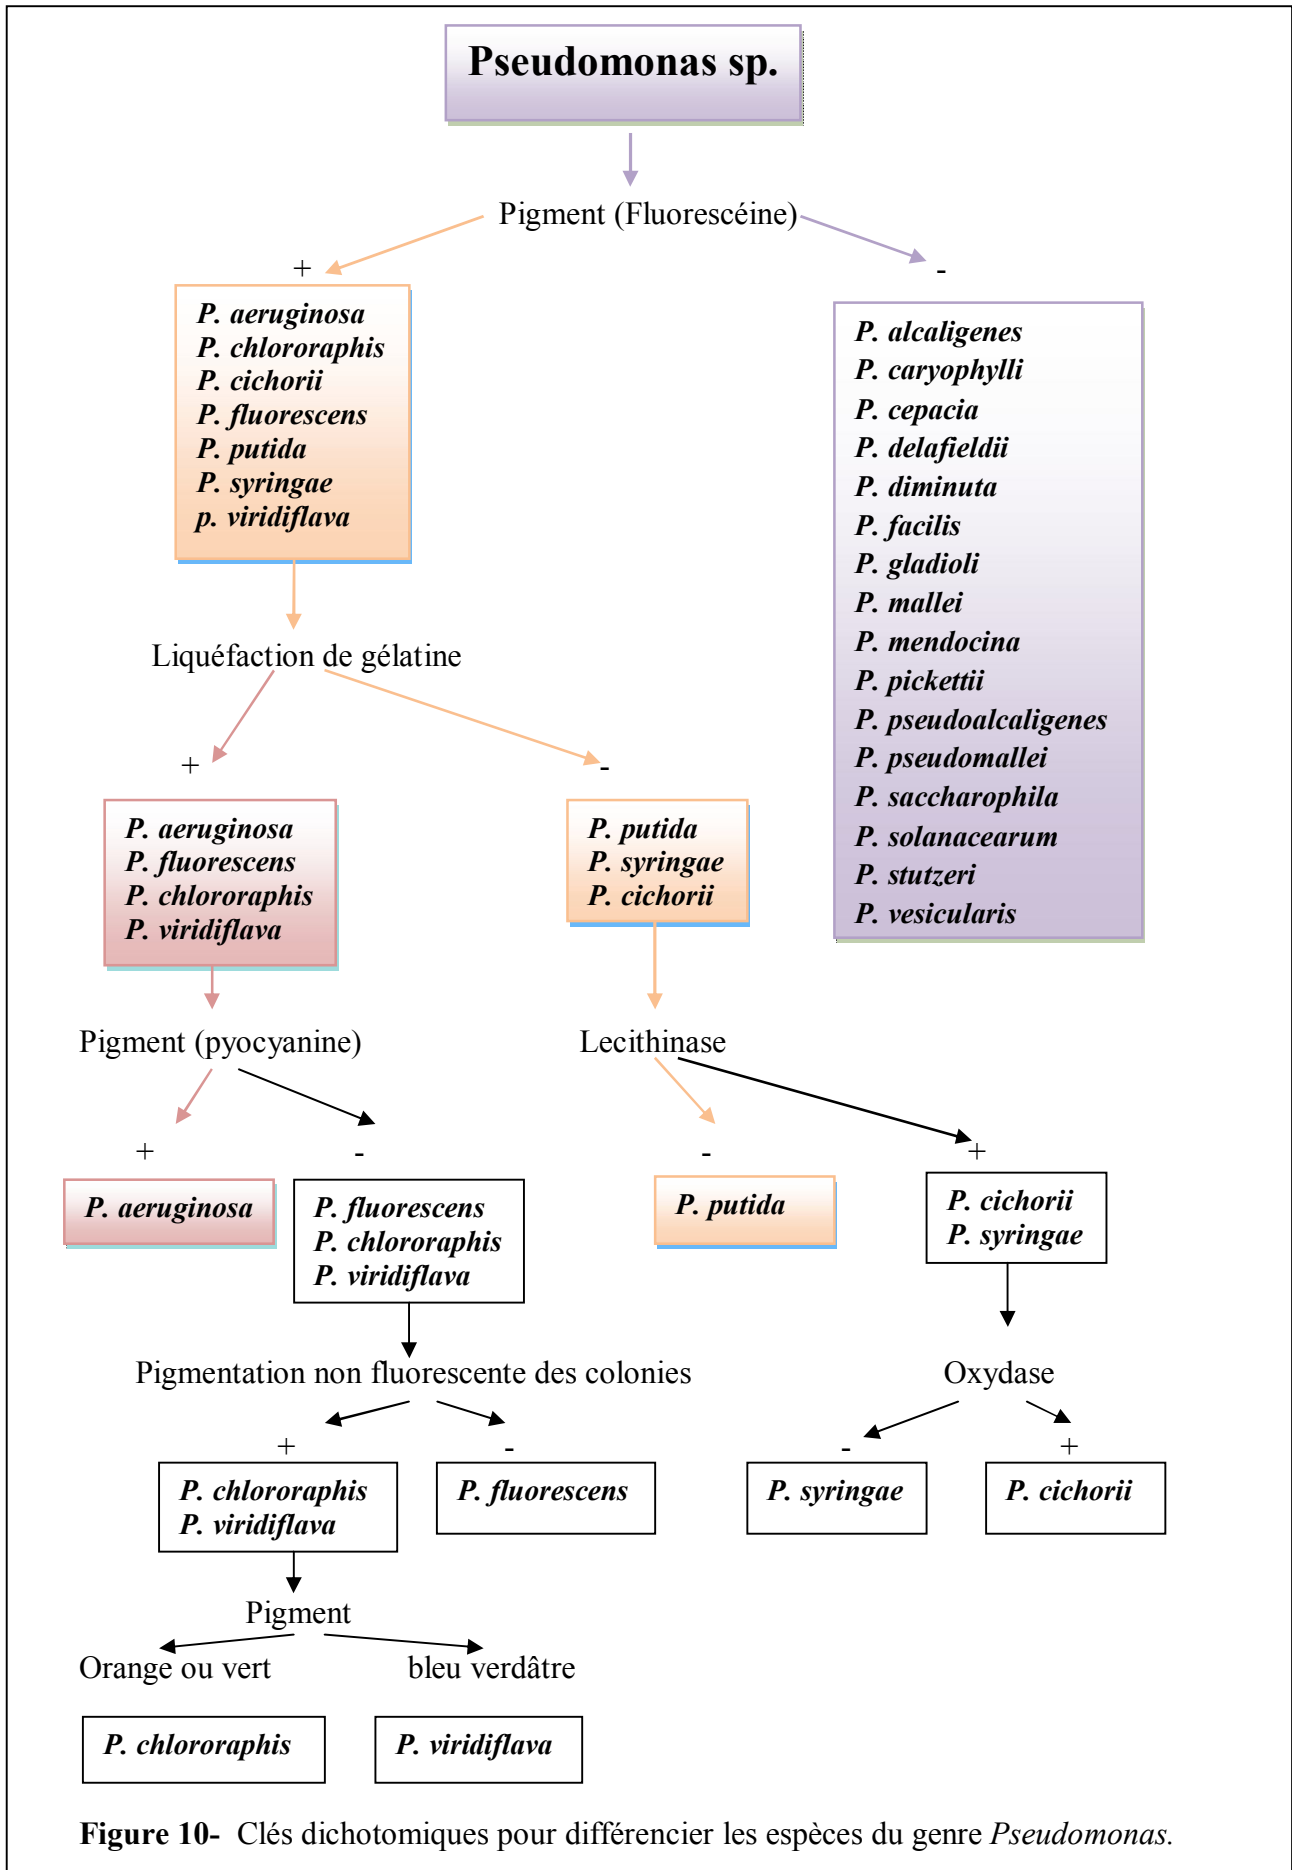 Pseudomonas sp.
Pigment (Fluorescéine)
+
-
P. aeruginosa
P. chlororaphis
P. cichorii
P. fluorescens
P. putida
P. syringae
p. viridiflava
P. alcaligenes
P. caryophylli
P. cepacia
P. delafieldii
P. diminuta
P. facilis
P. gladioli
P. mallei
P. mendocina
P. pickettii
P. pseudoalcaligenes
P. pseudomallei
P. saccharophila
P. solanacearum
P. stutzeri
P. vesicularis
Liquéfaction de gélatine
+
-
P. aeruginosa
P. fluorescens
P. chlororaphis
P. viridiflava
P. putida
P. syringae
P. cichorii
Pigment (pyocyanine)
Lecithinase
+
-
-
+
P. aeruginosa
P. fluorescens
P. chlororaphis
P. viridiflava
P. putida
P. cichorii
P. syringae
Pigmentation non fluorescente des colonies
Oxydase
+
-
-
+
P. chlororaphis
P. viridiflava
P. fluorescens
P. syringae
P. cichorii
Pigment
Orange ou vert
bleu verdâtre
P. chlororaphis
P. viridiflava
Figure 10- Clés dichotomiques pour différencier les espèces du genre Pseudomonas.